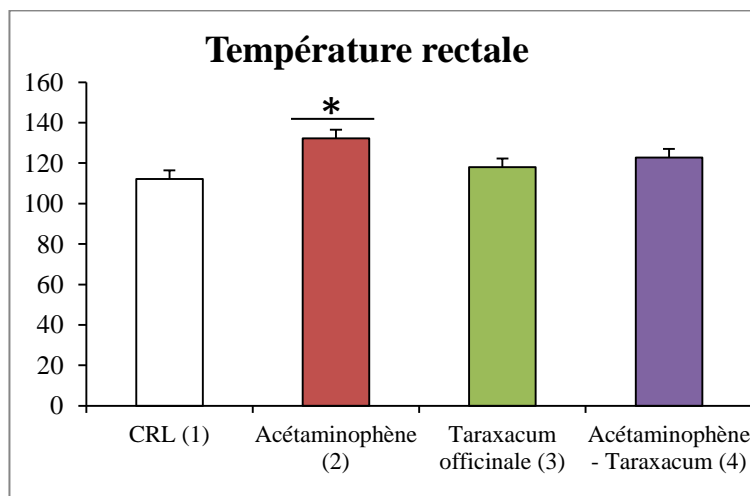 Température rectale
160
140
120
100
80
60
40
20
0
*
CRL (1)
Acétaminophène
(2)
Taraxacum
officinale (3)
Acétaminophène
- Taraxacum (4)